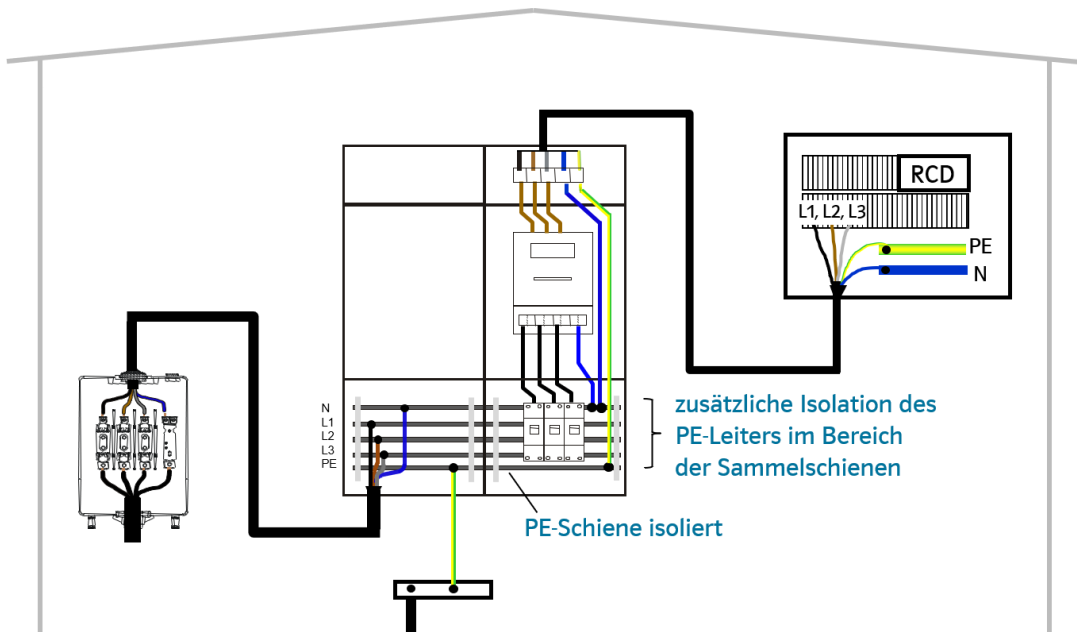 RCD
L1, L2, L3
PE
N
N
L1
L2
L3
PE
zusätzliche Isolation des
PE-Leiters im Bereich
der Sammelschienen
PE-Schiene isoliert